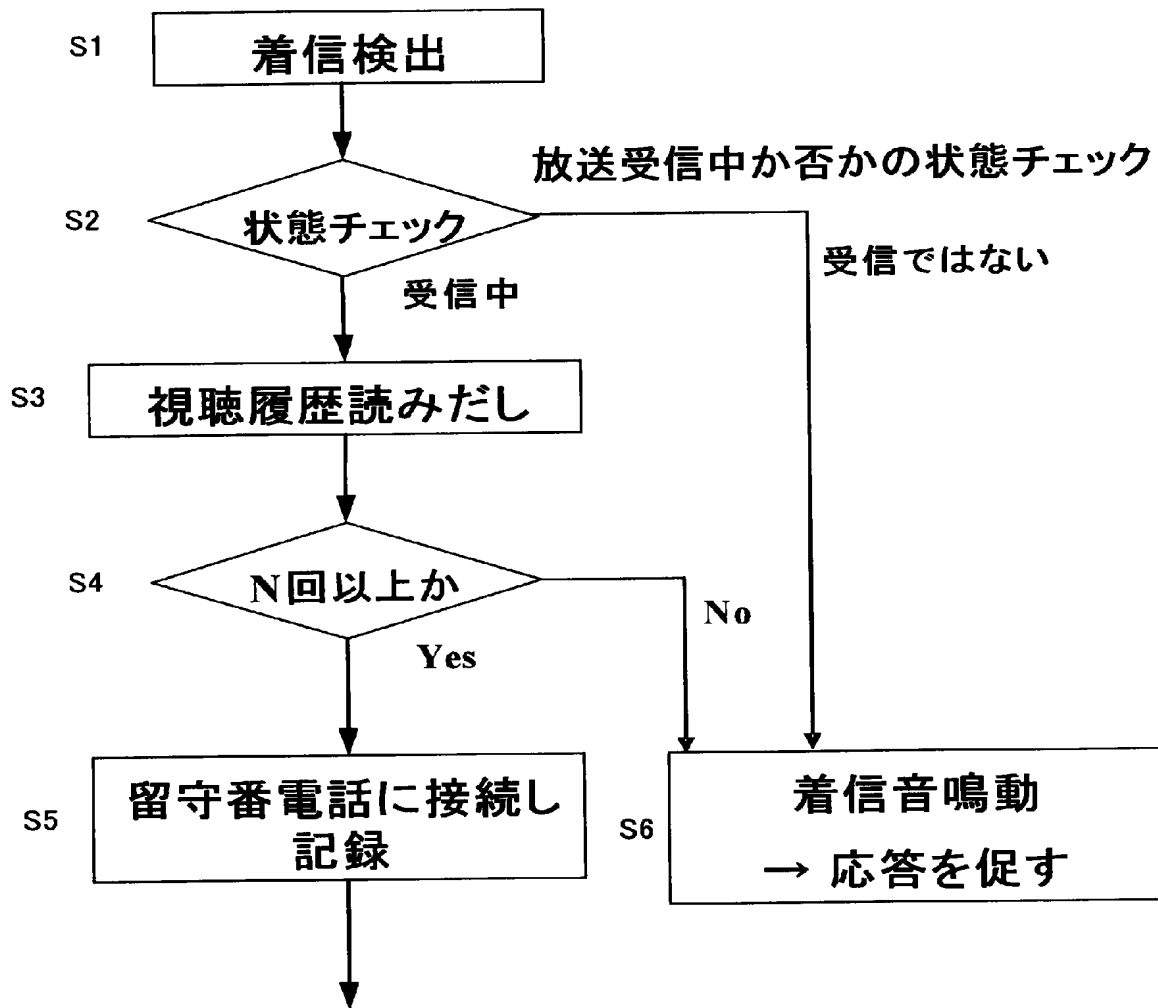 S1
着信検出
放送受信中か否かの状態チェック
S2
状態チェック
受信ではない
受信中
S3
視聴履歴読みだし
S4
N回以上か
No
Yes
S5
留守番電話に接続し
記録
S6
着信音鳴動
→ 応答を促す